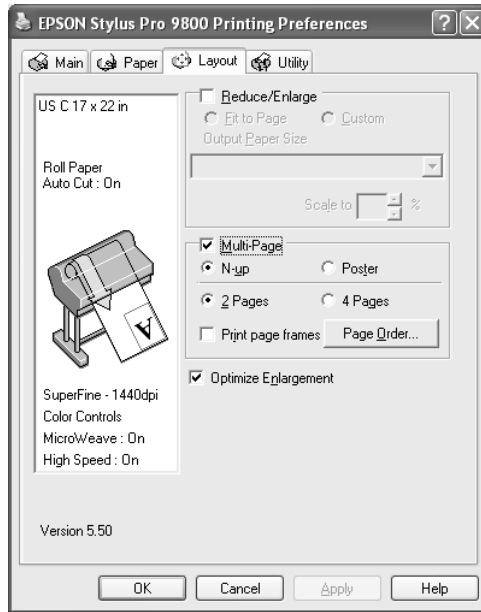 EPSON Stylus Pro 9800 Printing Preferences
Main Paper Layout Utility
US C 17 x 22 in
Roll Paper
Auto Cut : On
A
SuperFine - 1440dpi
Color Controls
MicroWeave : On
High Speed : On
Version 5.50
Reduce/Enlarge
Fit to Page Custom
Output Paper Size
Scale to %
Multi-Page
N-up Poster
2 Pages 4 Pages
Print page frames Page Order...
Optimize Enlargement
OK Cancel Apply Help